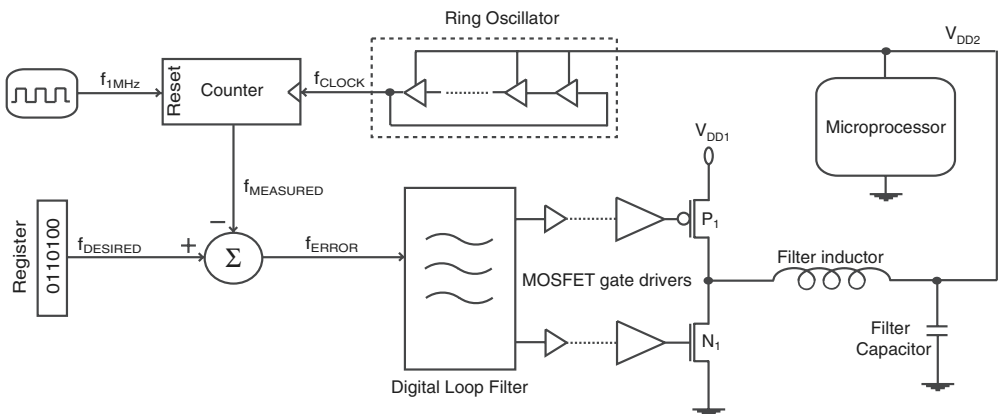 Ring Oscillator
V_DD2
f_1MHz
Reset
Counter
f_CLOCK
Microprocessor
V_DD1
f_MEASURED
Register
0110100
f_DESIRED
+
−
Σ
f_ERROR
P_1
MOSFET gate drivers
Filter inductor
N_1
Filter
Capacitor
Digital Loop Filter